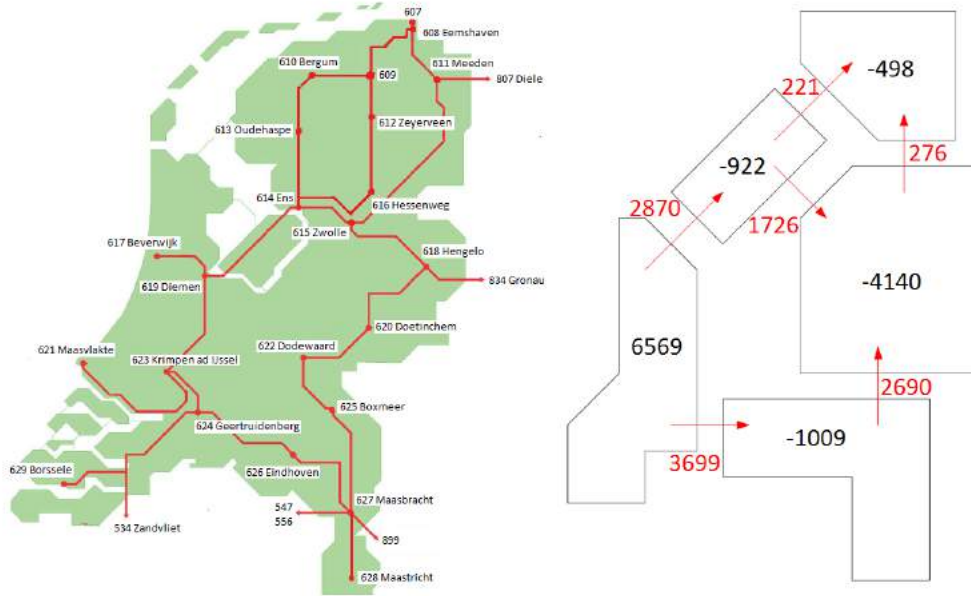 607
608 Eemshaven
610 Bergum
609
611 Meeden
807 Diele
613 Oudehaspe
612 Zeyerveen
614 Ens
616 Hessenweg
615 Zwolle
617 Beverwijk
618 Hengelo
619 Diemen
834 Gronau
620 Doetinchem
621 Maasvlakte
623 Krimpen ad IJssel
622 Dodewaard
625 Boxmeer
624 Geertruidenberg
629 Borssele
626 Eindhoven
627 Maasbracht
547
556
534 Zandvliet
899
628 Maastricht
-498
221
276
-922
2870
1726
-4140
6569
2690
-1009
3699